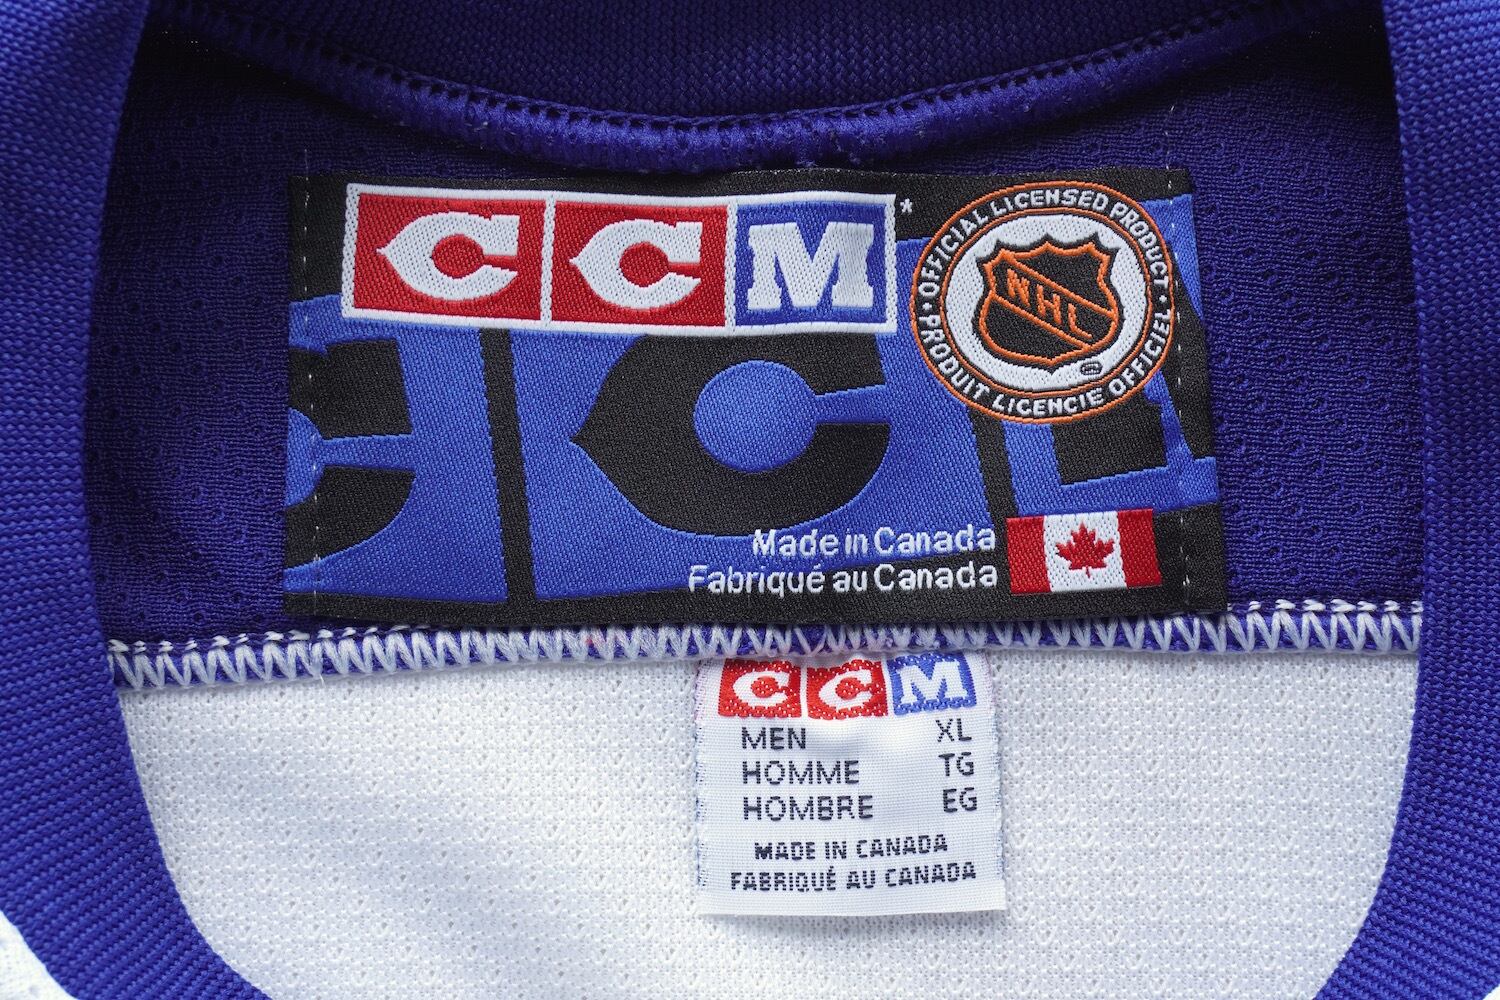 CCM*
OFFICIAL LICENSED PRODUCT
NHL
PRODUIT LICENCIE OFFICIEL
Made in Canada
Fabriqué au Canada
CCM
MEN XL
HOMME TG
HOMBRE EG
MADE IN CANADA
FABRIQUÉ AU CANADA